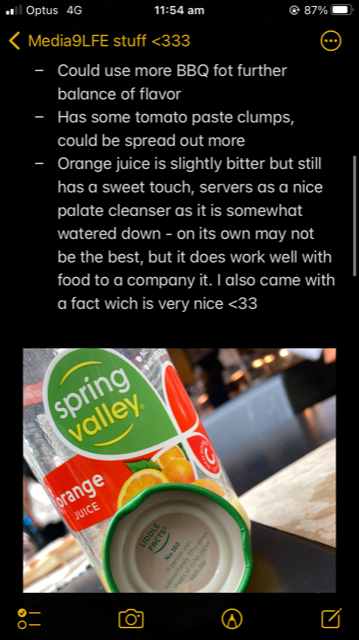 Optus 4G 11:54 am 87%
Media9LFE stuff <333
– Could use more BBQ fot further
balance of flavor
– Has some tomato paste clumps,
could be spread out more
– Orange juice is slightly bitter but still
has a sweet touch, servers as a nice
palate cleanser as it is somewhat
watered down - on its own may not
be the best, but it does work well with
food to a company it. I also came with
a fact wich is very nice <33
spring
valley
orange
JUICE
LIDDLE
FACTS
No.160